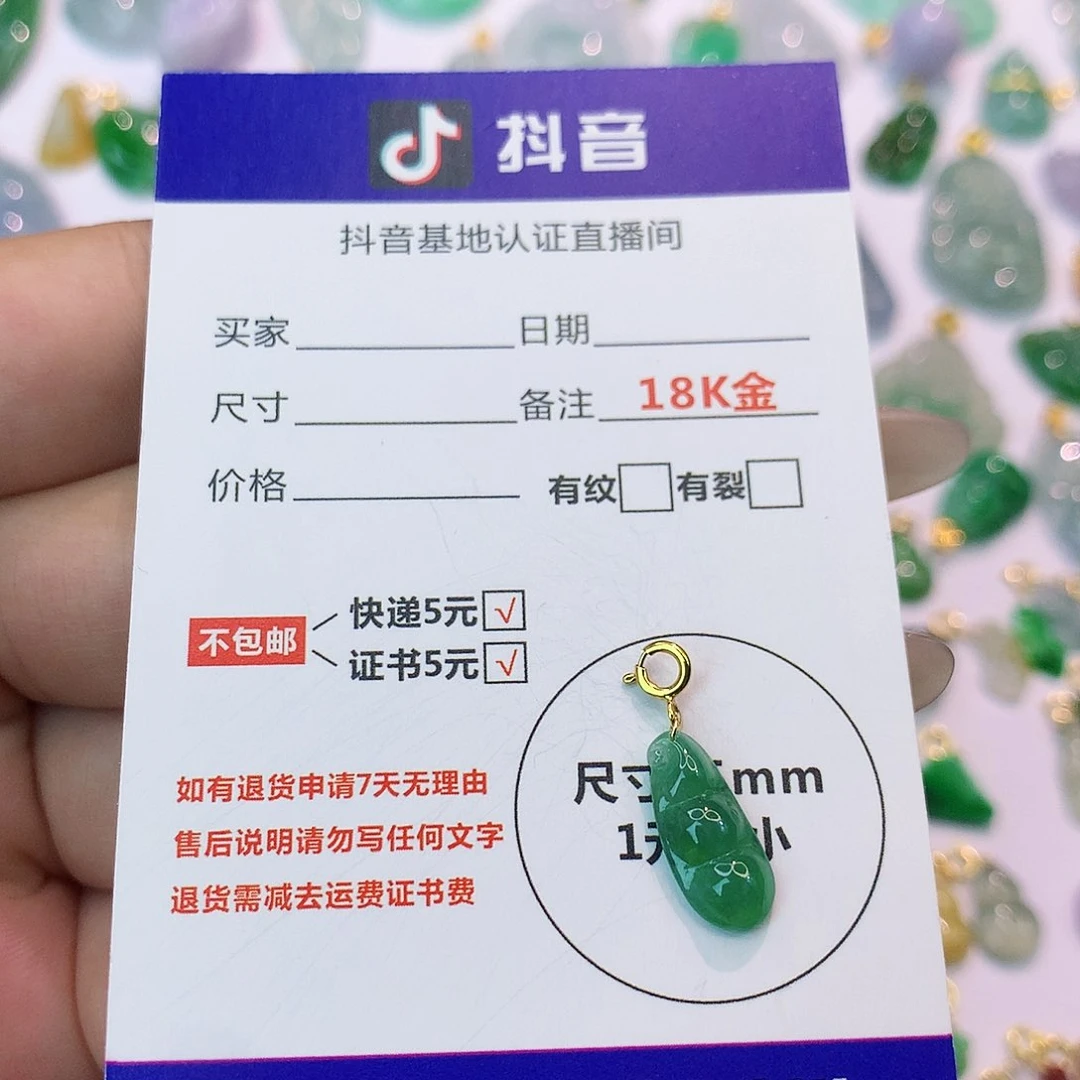 抖音
抖音基地认证直播间
买家 日期
尺寸 备注 18K金
价格 有纹 有裂
不包邮
快递5元 √
证书5元 √
如有退货申请7天无理由
售后说明请勿写任何文字
退货需减去运费证书费
尺寸 mm
1 小